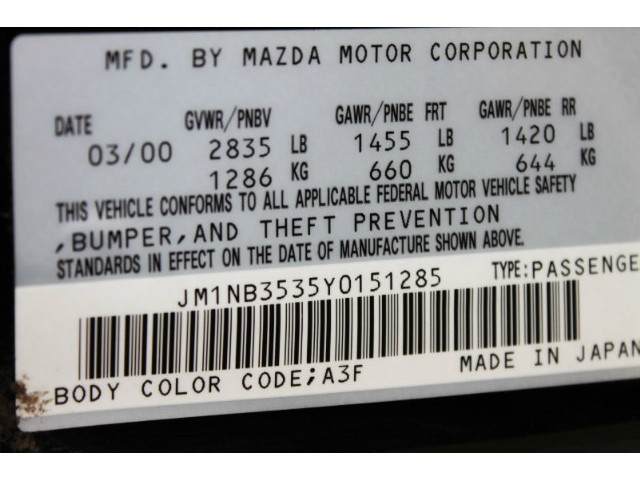 MFD. BY MAZDA MOTOR CORPORATION
DATE GVWR/PNBV GAWR/PNBE FRT GAWR/PNBE RR
03/00 2835 LB 1455 LB 1420 LB
1286 KG 660 KG 644 KG
THIS VEHICLE CONFORMS TO ALL APPLICABLE FEDERAL MOTOR VEHICLE SAFETY
,BUMPER,AND THEFT PREVENTION
STANDARDS IN EFFECT ON THE DATE OF MANUFACTURE SHOWN ABOVE.
JM1NB3535Y0151285 TYPE:PASSENGE
BODY COLOR CODE;A3F MADE IN JAPAN